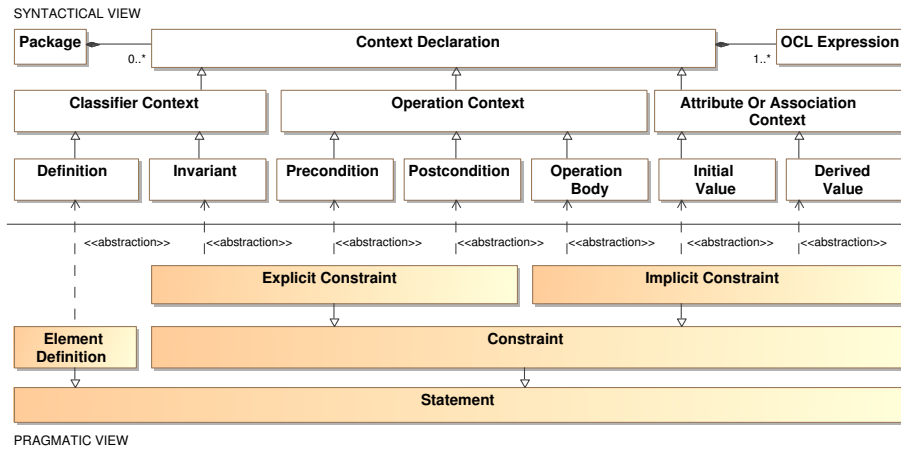 SYNTACTICAL VIEW
Package
Context Declaration
OCL Expression
0..*
1..*
Classifier Context
Operation Context
Attribute Or Association
Context
Definition
Invariant
Precondition
Postcondition
Operation
Body
Initial
Value
Derived
Value
<<abstraction>>
<<abstraction>>
<<abstraction>>
<<abstraction>>
<<abstraction>>
<<abstraction>>
<<abstraction>>
Explicit Constraint
Implicit Constraint
Element
Definition
Constraint
Statement
PRAGMATIC VIEW